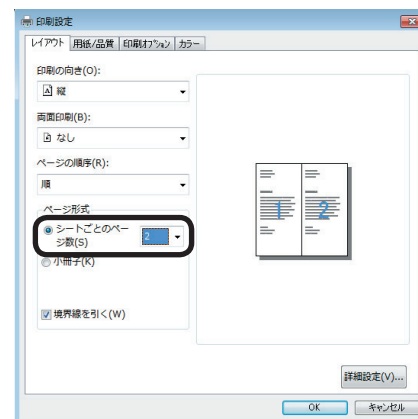 印刷設定
レイアウト 用紙/品質 印刷オプション カラー
印刷の向き(O):
縦
両面印刷(B):
なし
ページの順序(R):
順
ページ形式
シートごとのペー
ジ数(S)
2
小冊子(K)
境界線を引く(W)
1 2
詳細設定(V)...
OK キャンセル